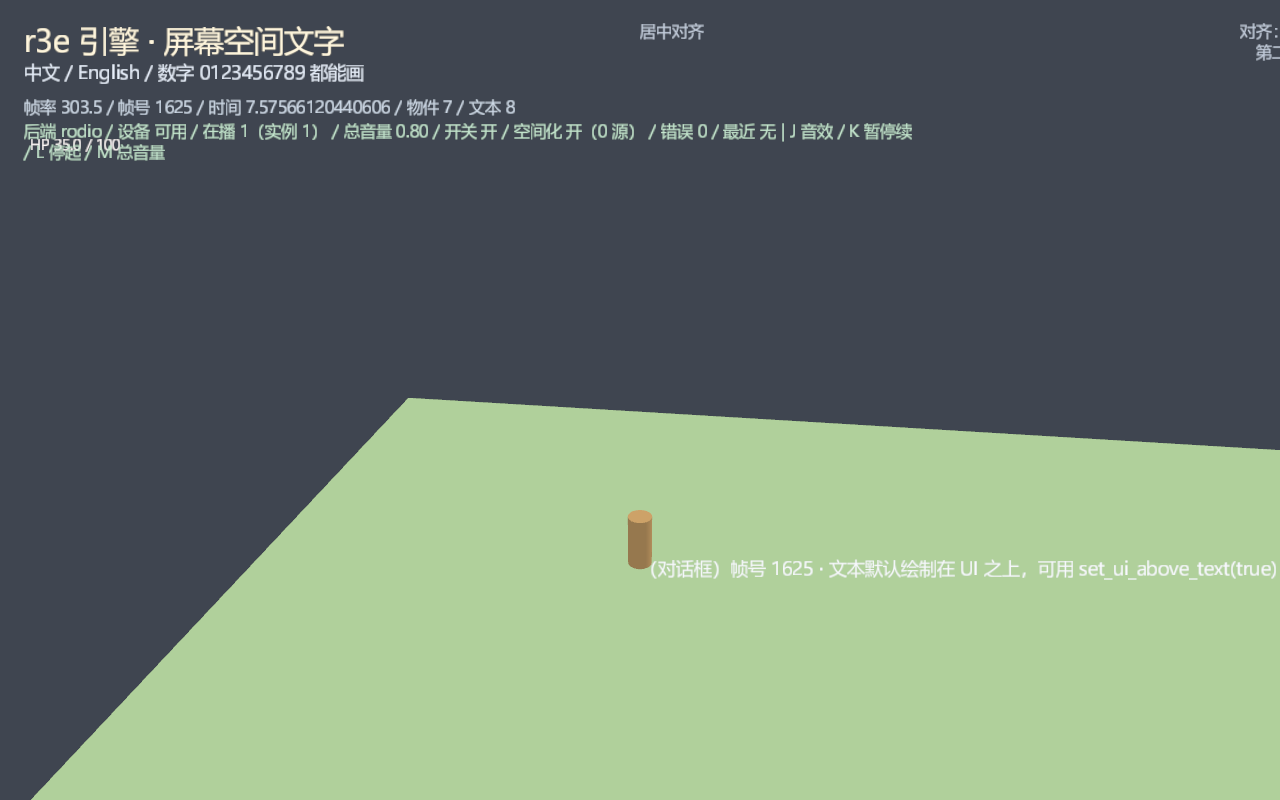 r3e 引擎 · 屏幕空间文字
居中对齐
对齐：
第二
中文 / English / 数字 0123456789 都能画
帧率 303.5 / 帧号 1625 / 时间 7.57566120440606 / 物件 7 / 文本 8
后端 rodio / 设备 可用 / 在播 1（实例 1） / 总音量 0.80 / 开关 开 / 空间化 开（0 源） / 错误 0 / 最近 无 | J 音效 / K 暂停续
HP 35.0 / 100
/ L 停起 / M 总音量
（对话框）帧号 1625 · 文本默认绘制在 UI 之上，可用 set_ui_above_text(true)